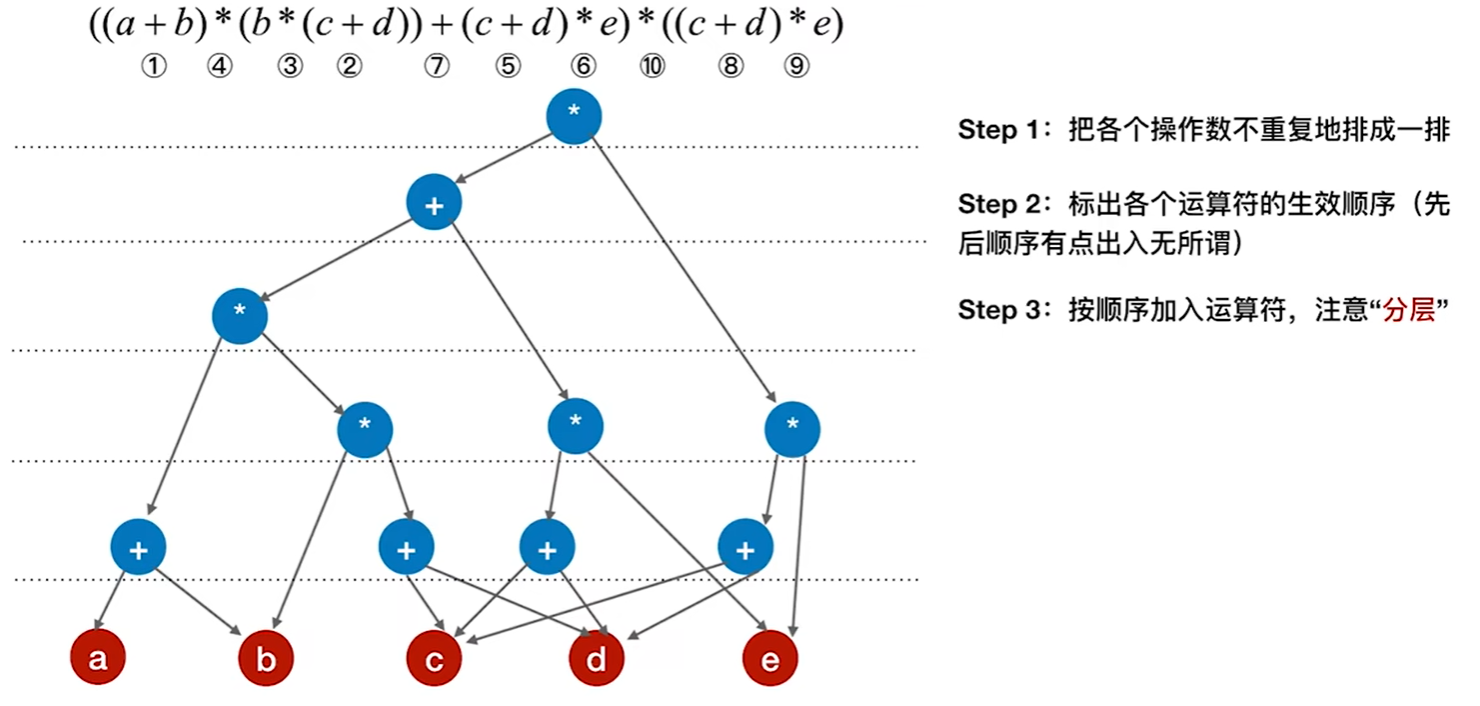 ((a+b)*(b*(c+d))+(c+d)*e)*((c+d)*e)
① ④ ③ ② ⑦ ⑤ ⑥ ⑩ ⑧ ⑨
*
Step 1：把各个操作数不重复地排成一排
+
Step 2：标出各个运算符的生效顺序（先
后顺序有点出入无所谓）
*
Step 3：按顺序加入运算符，注意“分层”
* * *
+ + + +
a b c d e